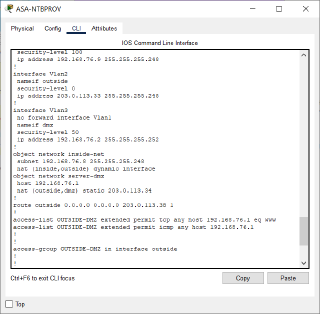 ASA-NTBPROV
Physical Config CLI Attributes
IOS Command Line Interface
security-level 100
ip address 192.168.76.9 255.255.255.248
!
interface Vlan2
nameif outside
security-level 0
ip address 203.0.113.33 255.255.255.248
!
interface Vlan3
no forward interface Vlan1
nameif dmz
security-level 50
ip address 192.168.76.2 255.255.255.252
!
object network inside-net
subnet 192.168.76.8 255.255.255.248
nat (inside,outside) dynamic interface
object network server-dmz
host 192.168.76.1
nat (outside,dmz) static 203.0.113.34
!
route outside 0.0.0.0 0.0.0.0 203.0.113.38 1
!
access-list OUTSIDE-DMZ extended permit tcp any host 192.168.76.1 eq www
access-list OUTSIDE-DMZ extended permit icmp any host 192.168.76.1
!
!
access-group OUTSIDE-DMZ in interface outside
!
!
Ctrl+F6 to exit CLI focus
Copy Paste
Top